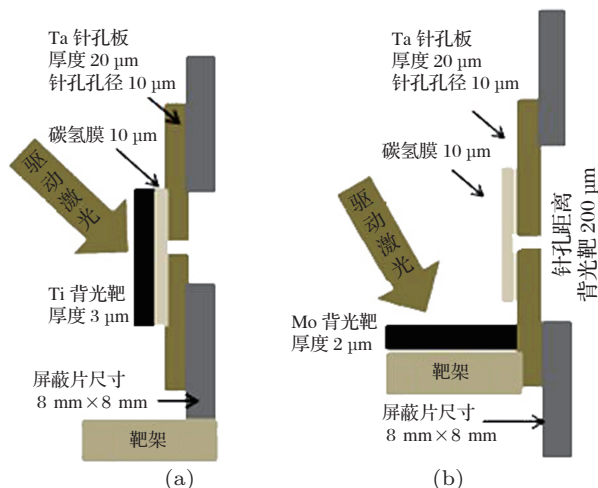 Ta 针孔板
厚度 20 µm
针孔孔径 10 µm
碳氢膜 10 µm
驱动激光
Ti 背光靶
厚度 3 µm
屏蔽片尺寸
8 mm×8 mm
靶架
(a)
Ta 针孔板
厚度 20 µm
针孔孔径 10 µm
碳氢膜 10 µm
驱动激光
针孔距离
背光靶 200 µm
Mo 背光靶
厚度 2 µm
靶架
屏蔽片尺寸
8 mm×8 mm
(b)